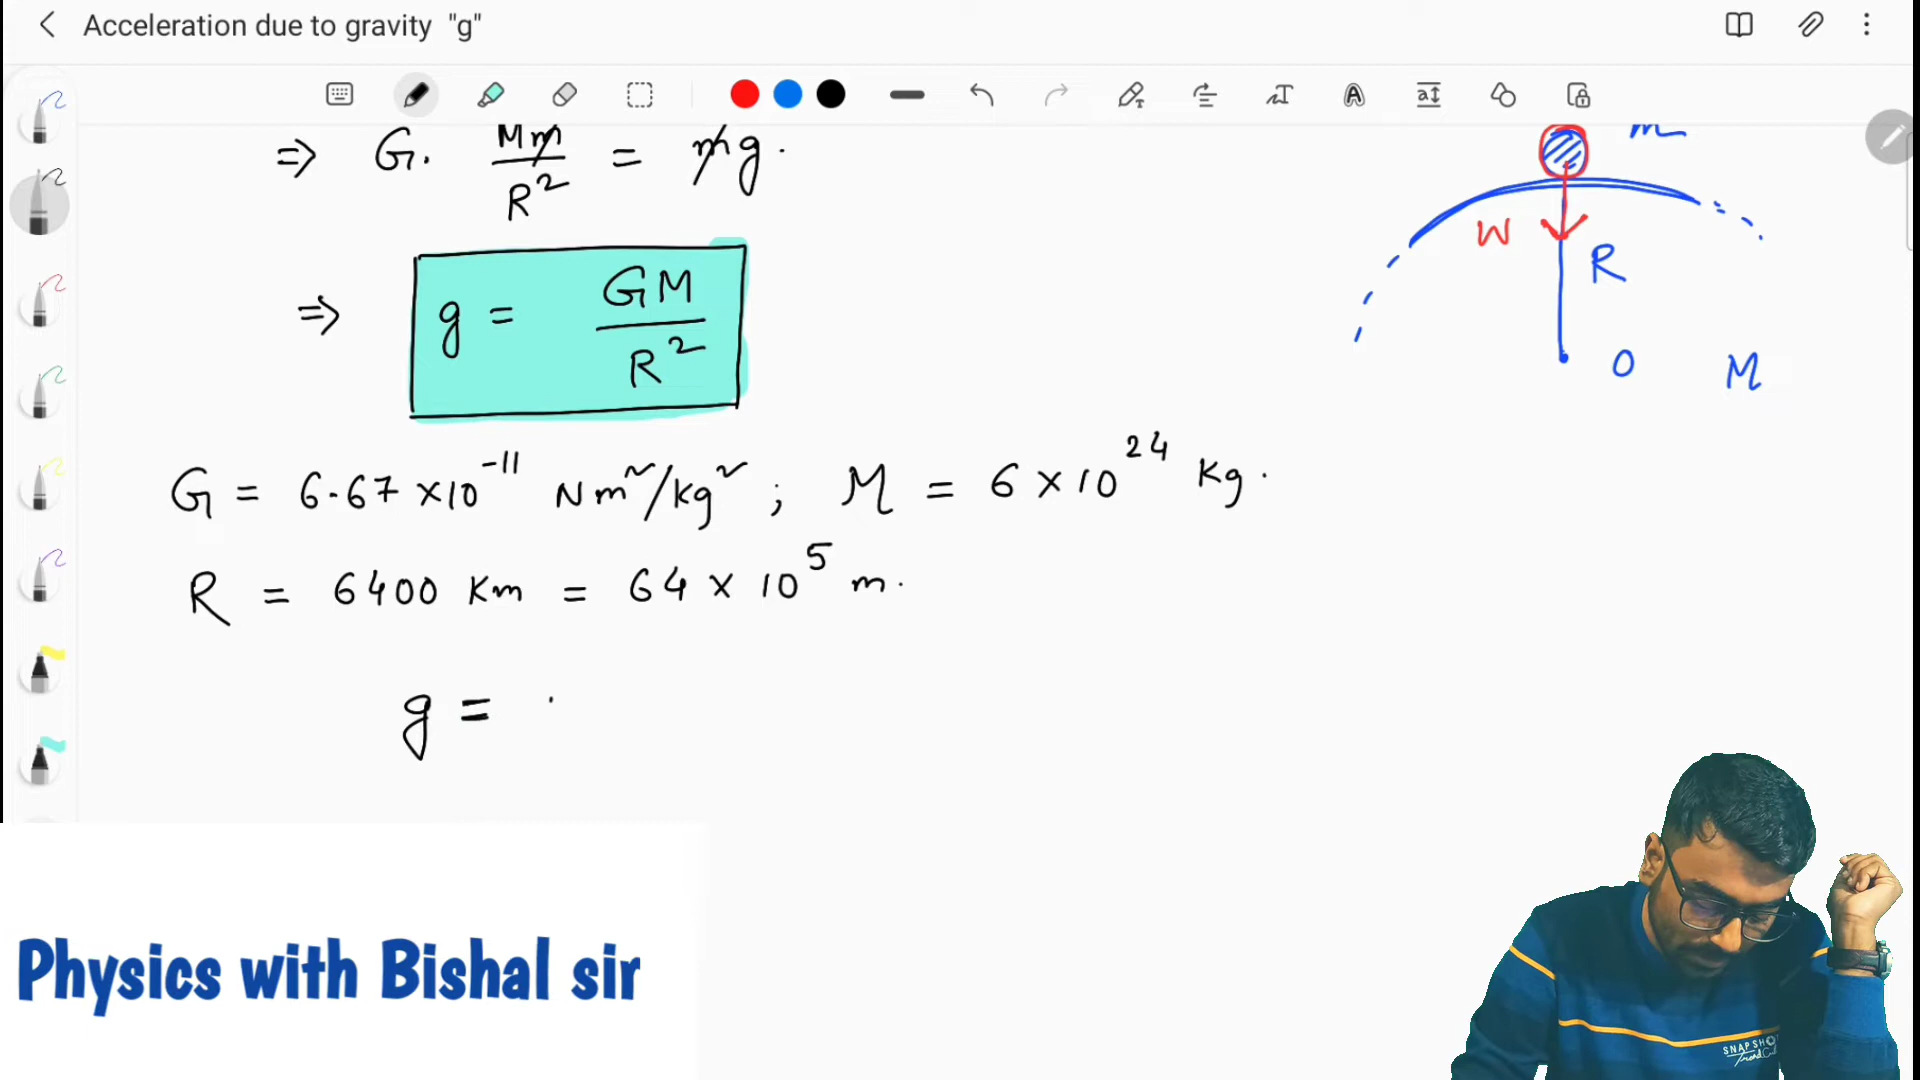 Acceleration due to gravity "g"
⇒ G. Mm/R² = mg.
⇒ g = GM/R²
G = 6.67 ×10⁻¹¹ Nm²/kg² ; M = 6 × 10²⁴ Kg.
R = 6400 Km = 64 × 10⁵ m.
g =
m
W
R
O M
Physics with Bishal sir
SNAPSHOT